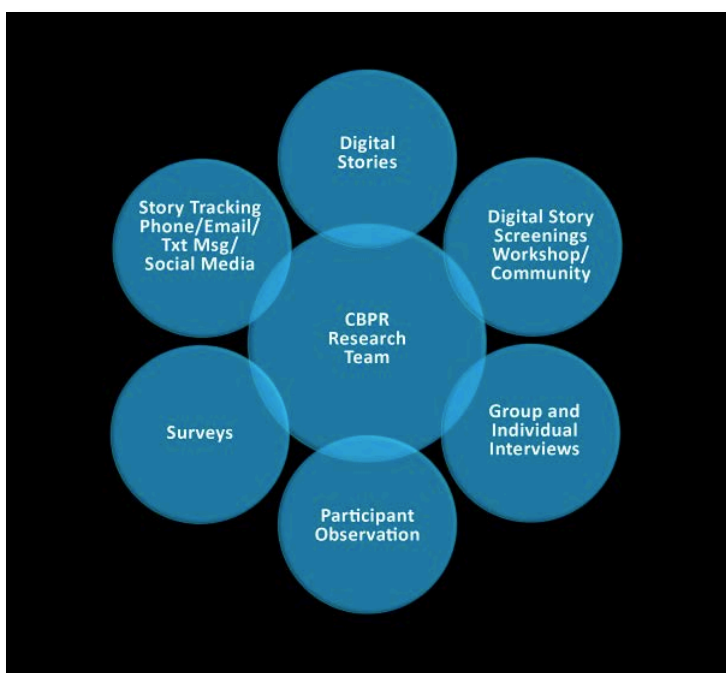 Digital
Stories
Story Tracking
Phone/Email/
Txt Msg/
Social Media
Digital Story
Screenings
Workshop/
Community
CBPR
Research
Team
Surveys
Group and
Individual
Interviews
Participant
Observation